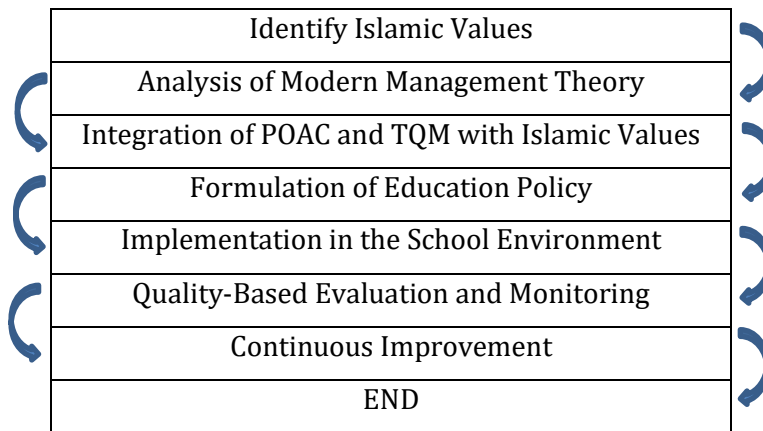 Identify Islamic Values
Analysis of Modern Management Theory
Integration of POAC and TQM with Islamic Values
Formulation of Education Policy
Implementation in the School Environment
Quality-Based Evaluation and Monitoring
Continuous Improvement
END